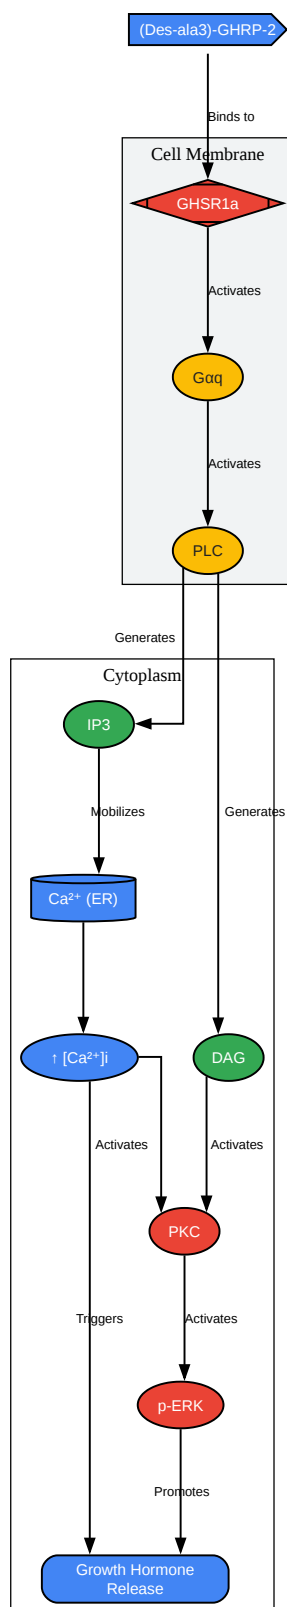 (Des-ala3)-GHRP-2
Binds to
Cell Membrane
GHSR1a
Activates
Gαq
Activates
PLC
Generates
Cytoplasm
IP3
Mobilizes
Generates
Ca²⁺ (ER)
↑ [Ca²⁺]i
DAG
Activates
Activates
PKC
Triggers
Activates
p-ERK
Promotes
Growth Hormone
Release